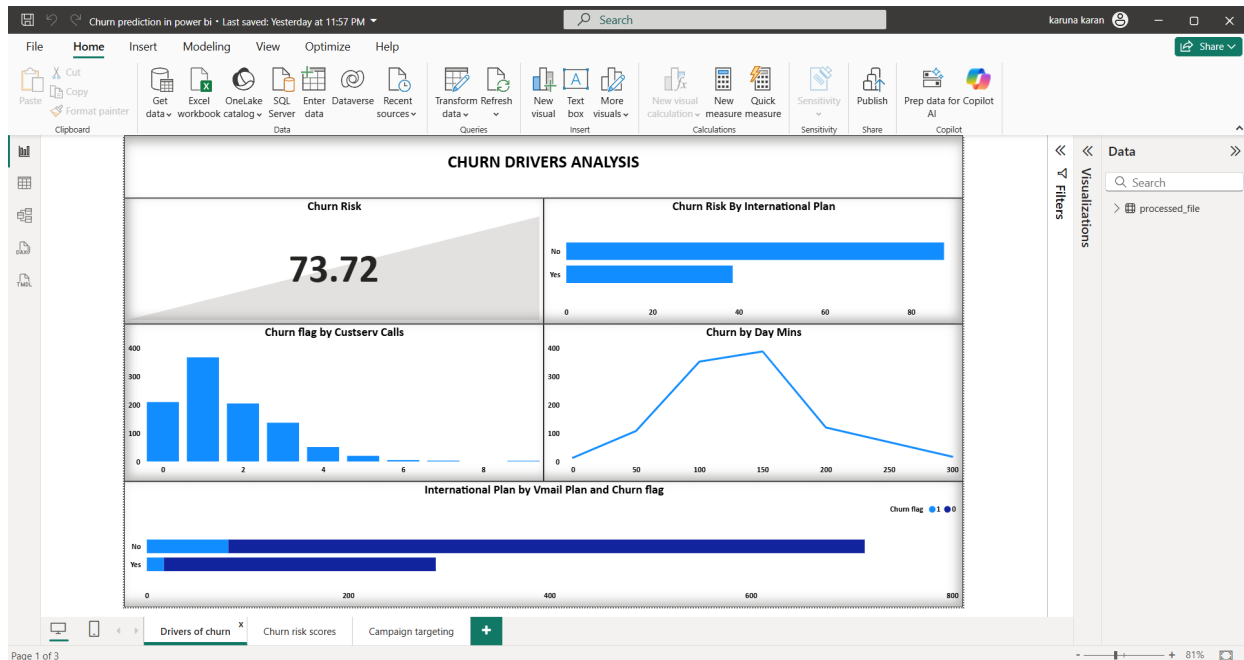 Churn prediction in power bi • Last saved: Yesterday at 11:57 PM
Search
karuna karan
File Home Insert Modeling View Optimize Help
Share
Paste
Cut
Copy
Format painter
Clipboard
Get data
Excel workbook
OneLake catalog
SQL Server
Enter data
Dataverse
Recent sources
Data
Transform data
Refresh
Queries
New visual
Text box
More visuals
Insert
New visual calculation
New measure
Quick measure
Calculations
Sensitivity
Sensitivity
Publish
Share
Prep data for AI
Copilot
Copilot
DAX
TMDL
CHURN DRIVERS ANALYSIS
Churn Risk
73.72
Churn Risk By International Plan
No
Yes
0 20 40 60 80
Churn flag by Custserv Calls
400
300
200
100
0
0 2 4 6 8
Churn by Day Mins
400
300
200
100
0
0 50 100 150 200 250 300
International Plan by Vmail Plan and Churn flag
Churn flag 1 0
No
Yes
0 200 400 600 800
Filters
Visualizations
Data
Search
processed_file
Drivers of churn x
Churn risk scores
Campaign targeting
+
Page 1 of 3
- + 81%